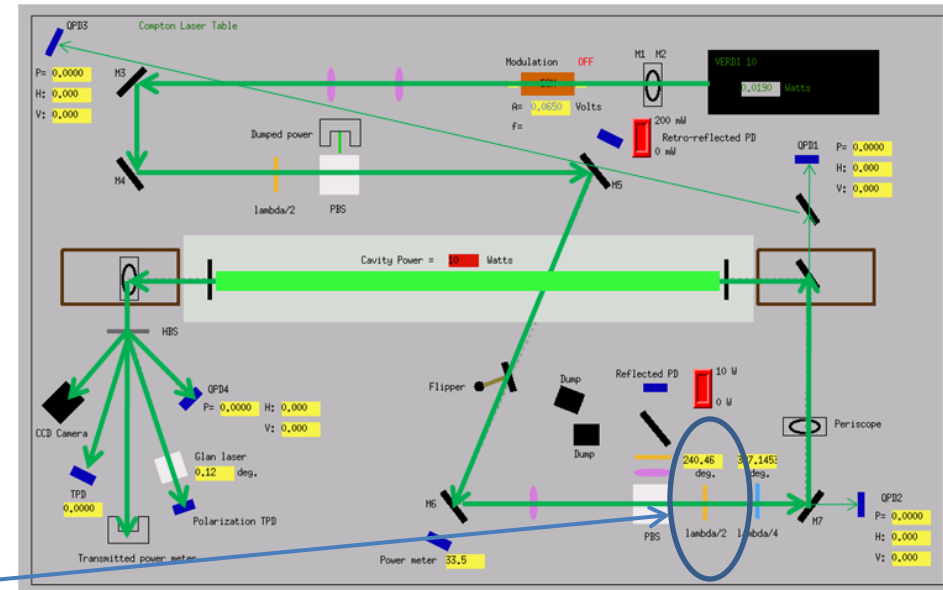 QPD3
Compton Laser Table
P= 0.0000
H: 0.000
V: 0.000
M3
Modulation OFF
M1 M2
VERDI 10
0.0190 Watts
A= 0.0650 Volts
f=
200 mW
Retro-reflected PD
0 mW
Dumped power
QPD1
P= 0.0000
H: 0.000
V: 0.000
M4
M5
lambda/2
PBS
Cavity Power = 10 Watts
HBS
Flipper
Dump
Reflected PD
10 W
0 W
QPD4
P= 0.0000 H: 0.000
V: 0.000
CCD Camera
Dump
Periscope
Glan laser
0.12 deg.
240.46
deg.
deg.
TPD
0.0000
Polarization TPD
M6
QPD2
M7
P= 0.0000
H: 0.000
V: 0.000
PBS
lambda/2
lambda/4
Transmitted power meter
Power meter 33.5